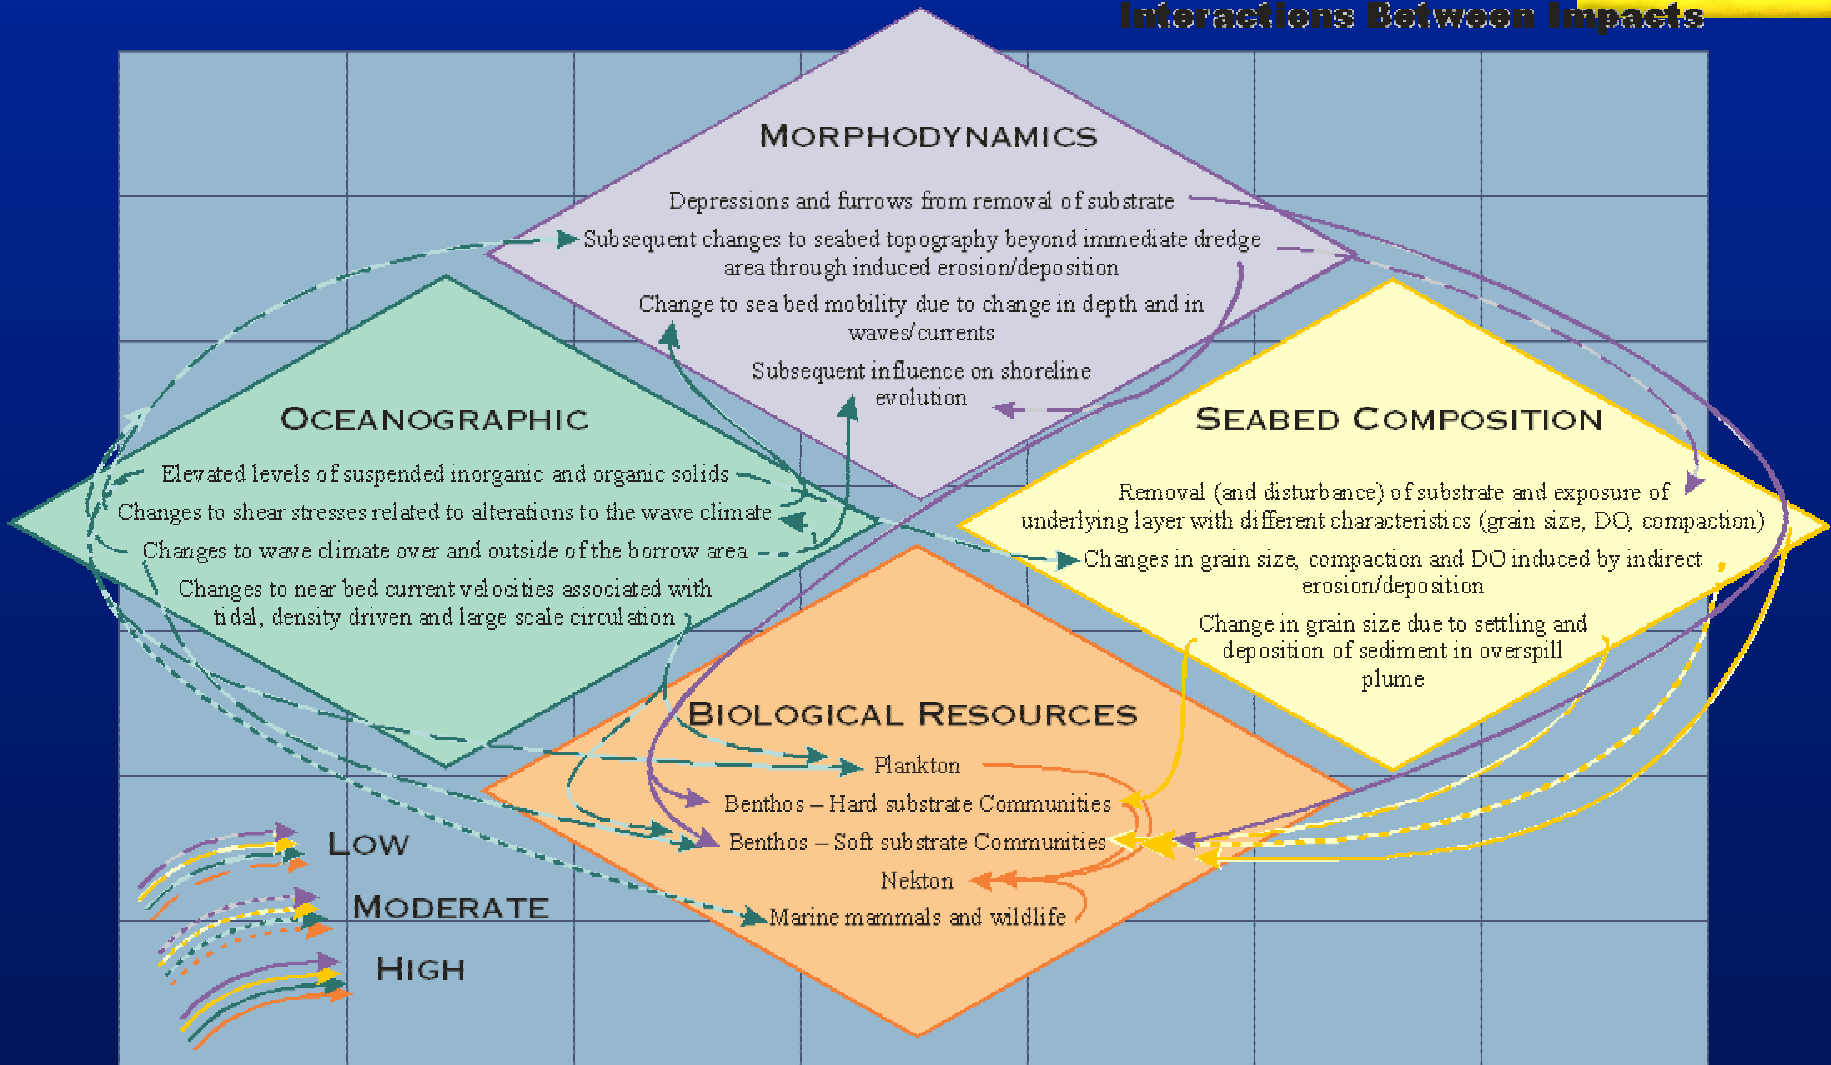 Interactions Between Impacts
MORPHODYNAMICS
Depressions and furrows from removal of substrate
Subsequent changes to seabed topography beyond immediate dredge
area through induced erosion/deposition
Change to sea bed mobility due to change in depth and in
waves/currents
Subsequent influence on shoreline
evolution
OCEANOGRAPHIC
Elevated levels of suspended inorganic and organic solids
Changes to shear stresses related to alterations to the wave climate
Changes to wave climate over and outside of the borrow area
Changes to near bed current velocities associated with
tidal, density driven and large scale circulation
SEABED COMPOSITION
Removal (and disturbance) of substrate and exposure of
underlying layer with different characteristics (grain size, DO, compaction)
Changes in grain size, compaction and DO induced by indirect
erosion/deposition
Change in grain size due to settling and
deposition of sediment in overspill
plume
BIOLOGICAL RESOURCES
Plankton
Benthos – Hard substrate Communities
Benthos – Soft substrate Communities
Nekton
Marine mammals and wildlife
LOW
MODERATE
HIGH